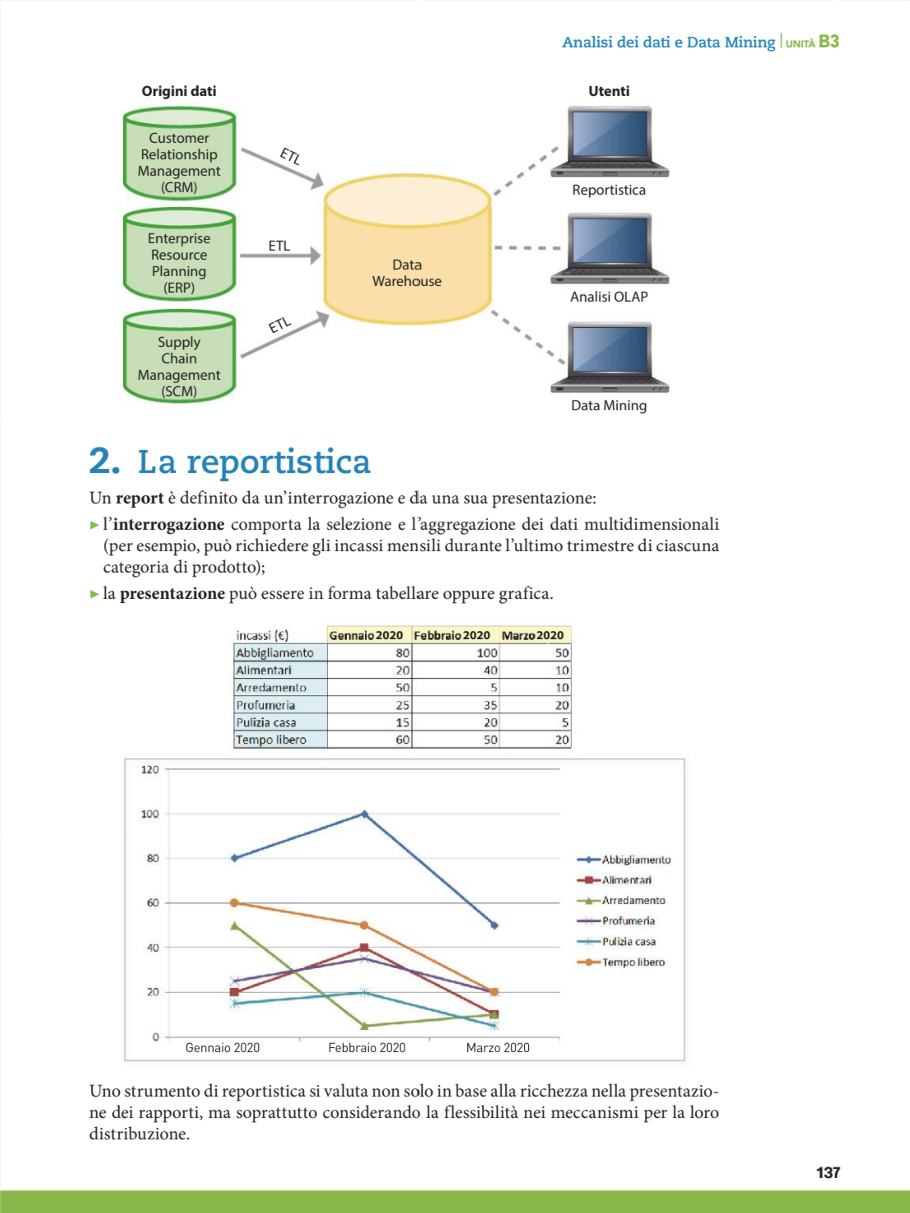 Analisi dei dati e Data Mining | UNITÀ B3
Origini dati
Utenti
Customer
Relationship
Management
(CRM)
ETL
Reportistica
Enterprise
Resource
Planning
(ERP)
ETL
Data
Warehouse
Analisi OLAP
Supply
Chain
Management
(SCM)
ETL
Data Mining
2. La reportistica
Un report è definito da un'interrogazione e da una sua presentazione:
▶ l'interrogazione comporta la selezione e l'aggregazione dei dati multidimensionali
(per esempio, può richiedere gli incassi mensili durante l'ultimo trimestre di ciascuna
categoria di prodotto);
▶ la presentazione può essere in forma tabellare oppure grafica.
incassi (€) Gennaio 2020 Febbraio 2020 Marzo 2020
Abbigliamento 80 100 50
Alimentari 20 40 10
Arredamento 50 5 10
Profumeria 25 35 20
Pulizia casa 15 20 5
Tempo libero 60 50 20
120
100
80
60
40
20
0
Gennaio 2020 Febbraio 2020 Marzo 2020
Abbigliamento
Alimentari
Arredamento
Profumeria
Pulizia casa
Tempo libero
Uno strumento di reportistica si valuta non solo in base alla ricchezza nella presentazio-
ne dei rapporti, ma soprattutto considerando la flessibilità nei meccanismi per la loro
distribuzione.
137